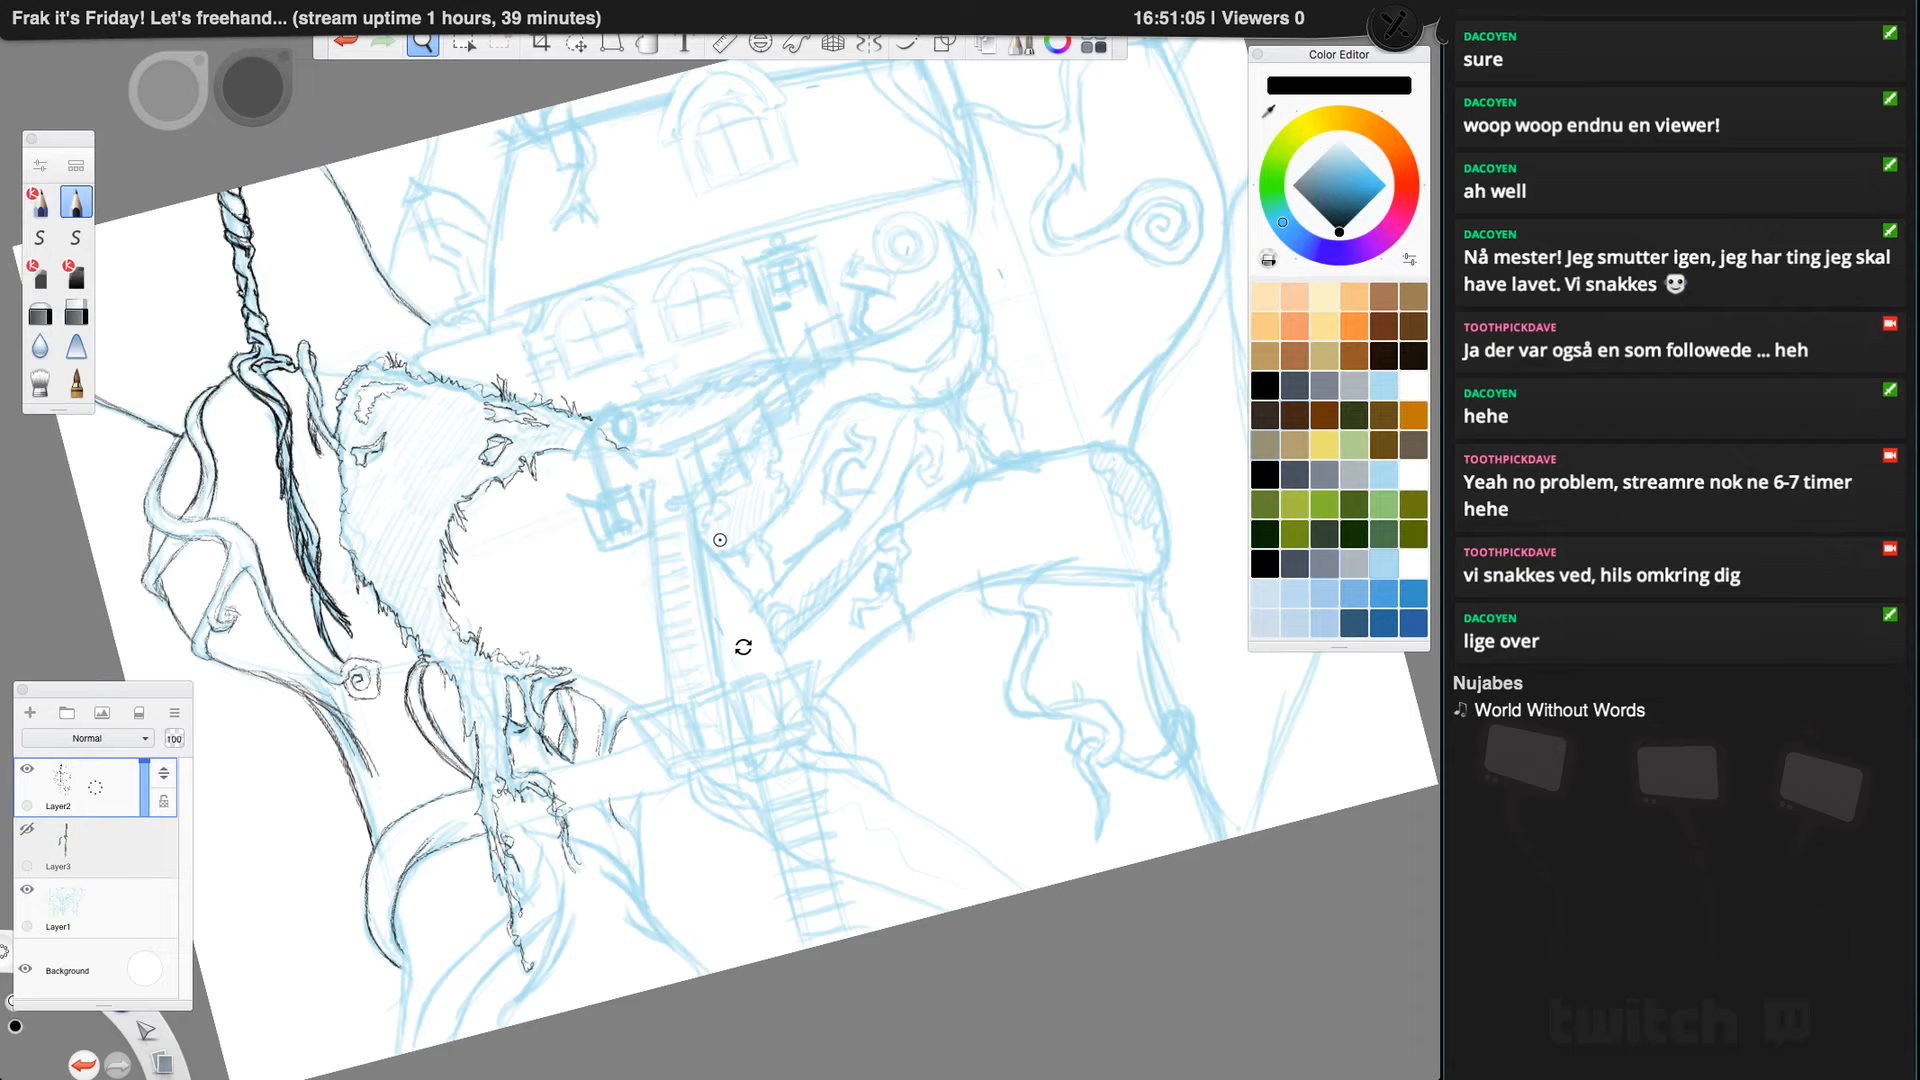 Frak it's Friday! Let's freehand... (stream uptime 1 hours, 39 minutes)
16:51:05 | Viewers 0
Color Editor
Normal
100
Layer2
Layer3
Layer1
Background
DACOYEN
sure
DACOYEN
woop woop endnu en viewer!
DACOYEN
ah well
DACOYEN
Nå mester! Jeg smutter igen, jeg har ting jeg skal
have lavet. Vi snakkes
TOOTHPICKDAVE
Ja der var også en som followede ... heh
DACOYEN
hehe
TOOTHPICKDAVE
Yeah no problem, streamre nok ne 6-7 timer
hehe
TOOTHPICKDAVE
vi snakkes ved, hils omkring dig
DACOYEN
lige over
Nujabes
World Without Words
twitch